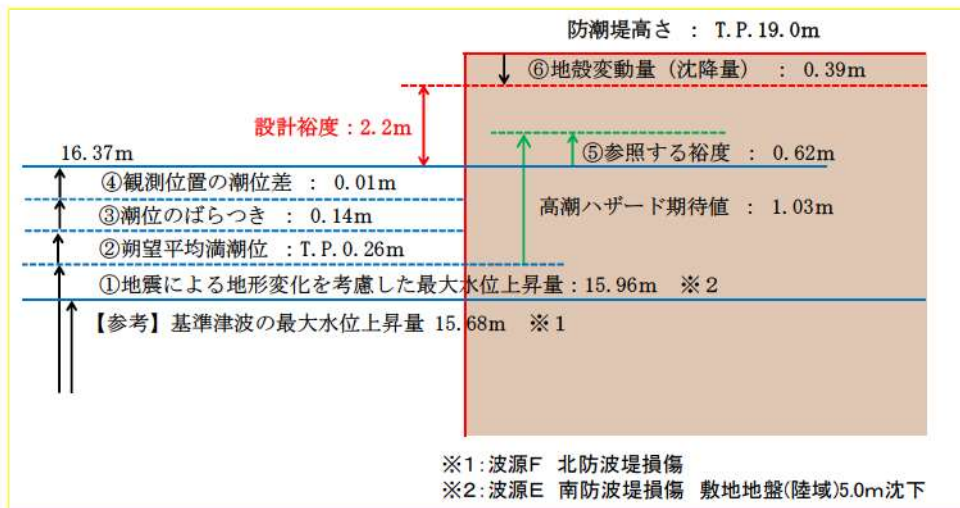 防潮堤高さ : T.P.19.0m
⑥地殻変動量 (沈降量) : 0.39m
設計裕度:2.2m
16.37m
⑤参照する裕度 : 0.62m
④観測位置の潮位差 : 0.01m
③潮位のばらつき : 0.14m
高潮ハザード期待値 : 1.03m
②朔望平均満潮位 :T.P.0.26m
①地震による地形変化を考慮した最大水位上昇量:15.96m ※2
【参考】基準津波の最大水位上昇量 15.68m ※1
※1:波源F 北防波堤損傷
※2:波源E 南防波堤損傷 敷地地盤(陸域)5.0m沈下